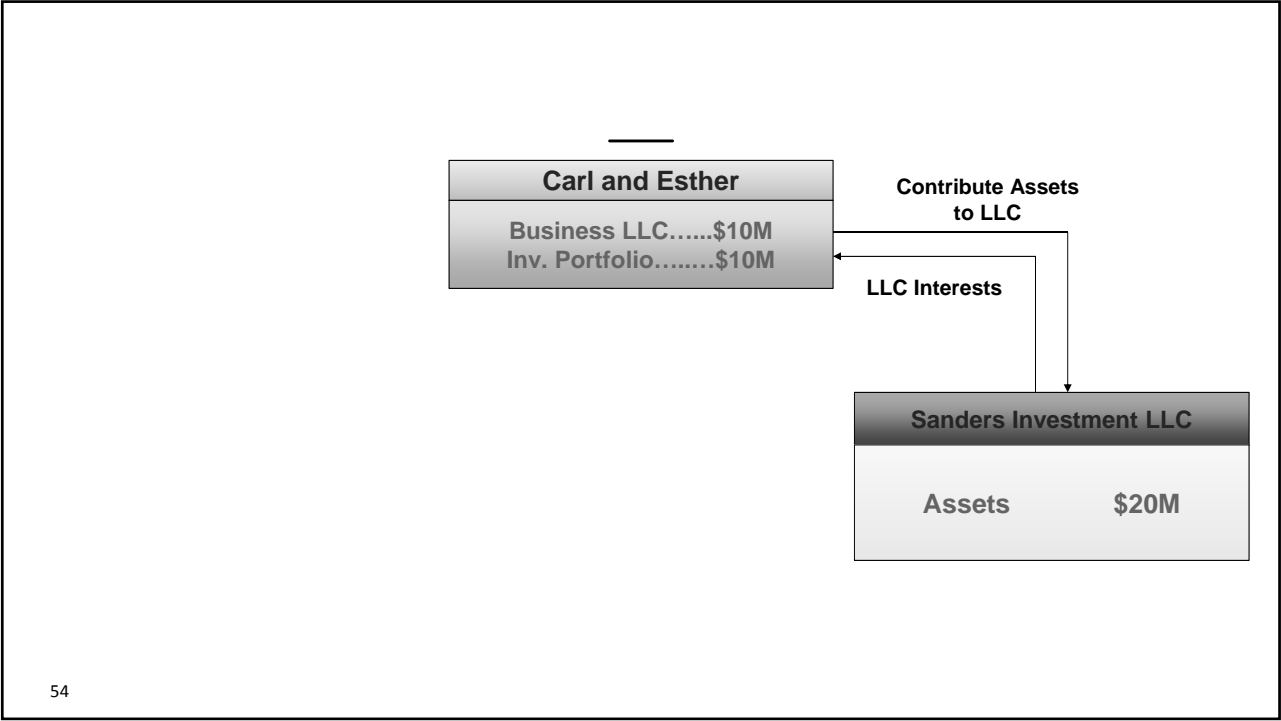 Carl and Esther
Business LLC…...$10M
Inv. Portfolio…..…$10M
Contribute Assets
to LLC
LLC Interests
Sanders Investment LLC
Assets $20M
54